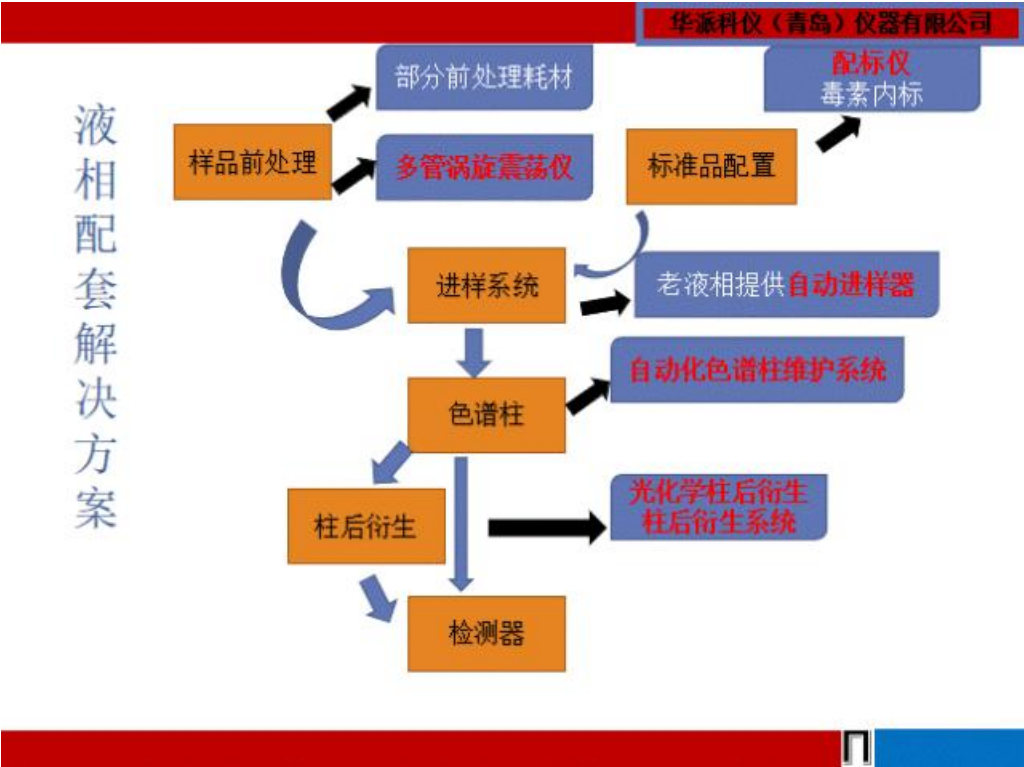 华派科仪（青岛）仪器有限公司
液相配套解决方案
部分前处理耗材
配标仪
毒素内标
样品前处理
多管锅旋震荡仪
标准品配置
进样系统
老液相提供自动进样器
自动化色谱柱维护系统
色谱柱
光化学柱后衍生
柱后衍生系统
柱后衍生
检测器